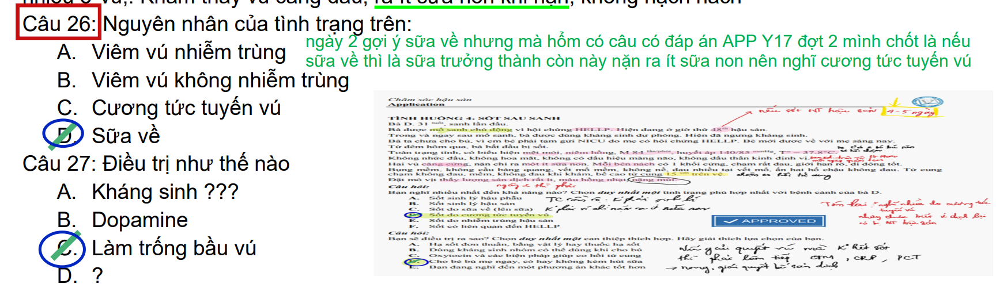 nhiều ở vú,. Khám thấy vú căng đau, ra ít sữa non khi nặn, không hạch nách
Câu 26: Nguyên nhân của tình trạng trên:
A. Viêm vú nhiễm trùng
ngày 2 gợi ý sữa về nhưng mà hổm có câu có đáp án APP Y17 đợt 2 mình chốt là nếu
sữa về thì là sữa trưởng thành còn này nặn ra ít sữa non nên nghĩ cương tức tuyến vú
B. Viêm vú không nhiễm trùng
C. Cương tức tuyến vú
D. Sữa về
Câu 27: Điều trị như thế nào
A. Kháng sinh ???
B. Dopamine
C. Làm trống bầu vú
D. ?
Chăm sóc hậu sản
Application
nếu sốt NT hậu sản 4-5 ngày
TÌNH HUỐNG 4: SỐT SAU SANH
Bà D. 31 tuổi, sanh lần đầu.
Bà được mổ sanh chủ động vì hội chứng HELLP. Hiện đang ở giờ thứ 48 hậu sản.
Trong và ngay sau mổ sanh, bà được dùng kháng sinh dự phòng. Hiện đã ngưng kháng sinh.
Bà ta chưa cho bú, vì em bé phải tạm gửi NICU do mẹ có hội chứng HELLP. Bé mới được về với mẹ sáng nay.
Từ đêm hôm qua, bà bắt đầu bị sốt.
Toàn trạng tỉnh, có biểu hiện mệt mỏi, niêm hồng, M 84 lần/phút, huyết áp 140/85 mmHg, T° = 37.8°C.
Không nhức đầu, không hoa mắt, không có dấu hiệu màng não, không dấu thần kinh định vị.
Hai vú căng cứng, nặn chỉ ra một ít sữa non. Mỗi bên nách có 1 khối cứng, chạm rất đau, giới hạn rõ, di động tốt.
Bụng mềm, không cầu bàng quang, vết mổ mềm, không nề, đau nhiều tại vết mổ, ấn hai hố chậu không đau. Tử cung
chạm không đau, mềm, không đau khi khám, bề cao tử cung 15 cm trên vệ.
Đặt mỏ vịt thấy lượng sản dịch rất ít, màu hồng nhạt, nặng mùi.
Câu hỏi:
Bạn nghĩ nhiều nhất đến khả năng nào? Chọn duy nhất một tình trạng phù hợp nhất với bệnh cảnh của bà D.
A. Sốt sinh lý hậu phẫu
B. Sốt sinh lý hậu sản
C. Sốt do sữa về (lên sữa) K phải vì chỉ nặn ra ít sữa non
D. Sốt do cương tức tuyến vú
E. Sốt do nhiễm trùng hậu sản
F. Sốt có liên quan đến HELLP
APPROVED
Câu hỏi:
Bạn sẽ điều trị ra sao? Chọn duy nhất một can thiệp thích hợp. Hãy giải thích lựa chọn của bạn.
A. Hạ sốt đơn thuần, bằng vật lý hay thuốc hạ sốt
B. Dùng kháng sinh nhóm có thể dùng khi cho bú
C. Oxytocin và các biện pháp giúp co hồi tử cung
D. Cho bé bú mẹ ngay, có hay không kèm hút sữa
E. Bạn đang nghĩ đến một phương án khác tốt hơn
Nếu giải quyết vú mà K hết sốt
thì phải làm tiếp CTM, CRP, PCT